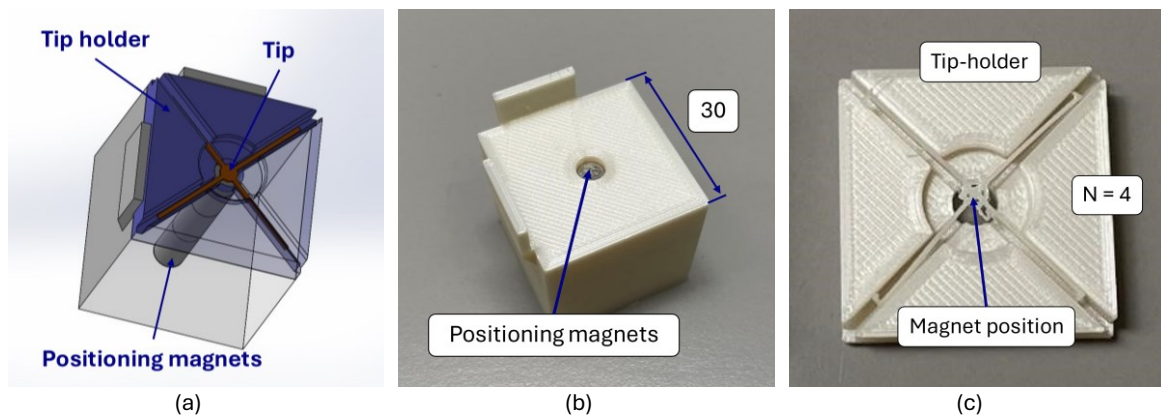 Tip holder
Tip
Positioning magnets
(a)
30
Positioning magnets
(b)
Tip-holder
N = 4
Magnet position
(c)